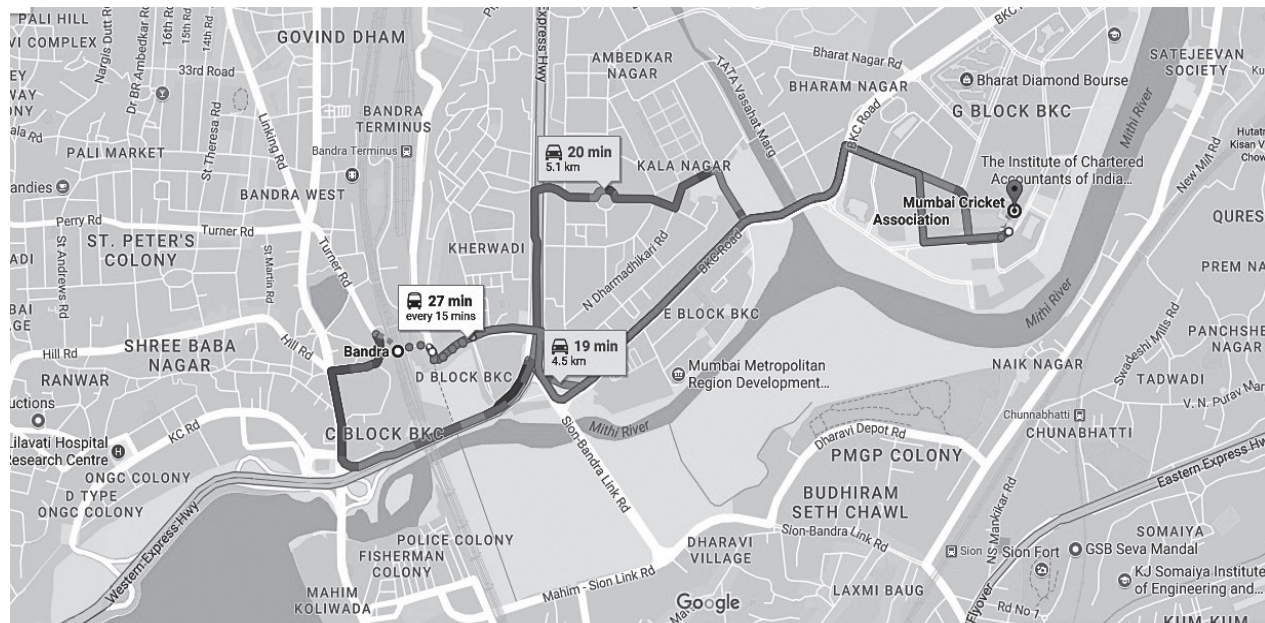 PALI HILL
16th Rd
15th Rd
14th Rd
Nargis Dutt Rd
Dr BR Ambedkar Rd
VI COMPLEX
GOVIND DHAM
Express Hwy
AMBEDKAR
NAGAR
TATA Vasahat Marg
Bharat Nagar Rd
BHARAM NAGAR
BKC Road
Bharat Diamond Bourse
G BLOCK BKC
SATEJEEVAN
SOCIETY
33rd Road
St Theresa Rd
Linking Rd
BANDRA
TERMINUS
Bandra Terminus
PALI MARKET
BANDRA WEST
20 min
5.1 km
KALA NAGAR
The Institute of Chartered
Accountants of India...
Mumbai Cricket
Association
Mithi River
New M/A Rd
andies
Perry Rd
Turner Rd
ST. PETER'S
COLONY
St Andrews Rd
St Martin Rd
Turner Rd
KHERWADI
N Dharmadhikari Rd
BKC Road
QURES
PREM NA
27 min
every 15 mins
E BLOCK BKC
Mithi River
Hill Rd
Hill Rd
SHREE BABA
NAGAR
Bandra
D BLOCK BKC
19 min
4.5 km
Mumbai Metropolitan
Region Development...
NAIK NAGAR
Swadeshi Mills Rd
PANCHSHE
NAGAR
TADWADI
V. N. Purav Mar
RANWAR
uctions
KC Rd
C BLOCK BKC
Mithi River
Sion-Bandra Link Rd
Chunnabhatti
CHUNABHATTI
Lilavati Hospital
Research Centre
ONGC COLONY
D TYPE
ONGC COLONY
Dharavi Depot Rd
PMGP COLONY
Eastern Express Hw
Western Express Hwy
BUDHIRAM
SETH CHAWL
Sion-Bandra Link Rd
NS Mankikar Rd
POLICE COLONY
FISHERMAN
COLONY
DHARAVI
VILLAGE
Sion
Sion Fort
SOMAIYA
GSB Seva Mandal
MAHIM
KOLIWADA
Mahim - Sion Link Rd
Google
LAXMI BAUG
Flyover
Rd No 1
KJ Somaiya Institute
of Engineering and...
KUM KUM